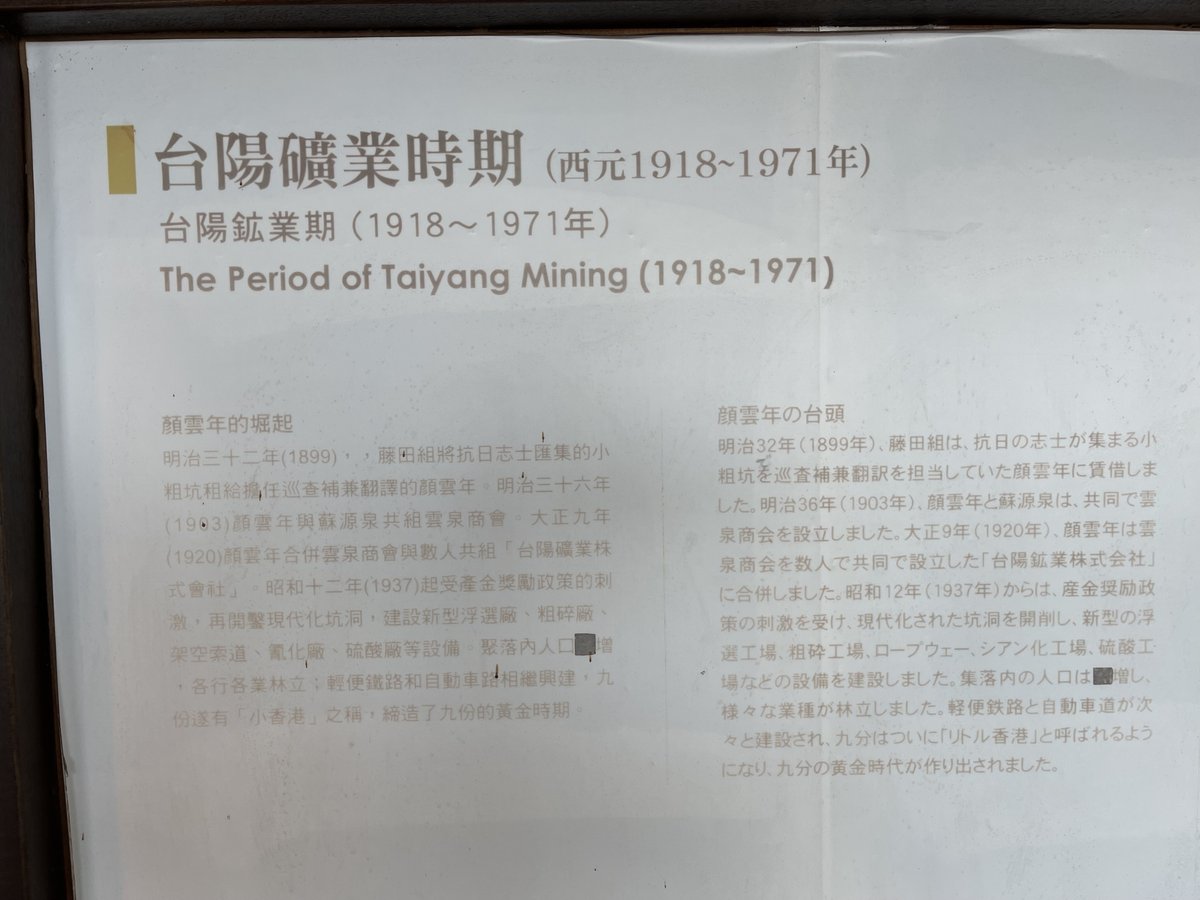 台陽礦業時期 (西元1918~1971年)
台陽鉱業期（1918～1971年）
The Period of Taiyang Mining (1918~1971)
顏雲年的堀起
明治三十二年(1899)，，藤田組將抗日志士匯集的小
粗坑租給擔任巡查補兼翻譯的顏雲年。明治三十六年
(1903)顏雲年與蘇源泉共組雲泉商會。大正九年
(1920)顏雲年合併雲泉商會與數人共組「台陽礦業株
式會社」。昭和十二年(1937)起受產金獎勵政策的刺
激，再開鑿現代化坑洞，建設新型浮選廠、粗碎廠、
架空索道、氰化廠、硫酸廠等設備。聚落內人口增
，各行各業林立；輕便鐵路和自動車路相繼興建，九
份遂有「小香港」之稱，締造了九份的黃金時期。
顔雲年の台頭
明治32年（1899年）、藤田組は、抗日の志士が集まる小
粗坑を巡査補兼翻訳を担当していた顔雲年に賃借しま
した。明治36年（1903年）、顔雲年と蘇源泉は、共同で雲
泉商会を設立しました。大正9年（1920年）、顔雲年は雲
泉商会を数人で共同で設立した「台陽鉱業株式会社」
に合併しました。昭和12年（1937年）からは、産金奨励政
策の刺激を受け、現代化された坑洞を開削し、新型の浮
選工場、粗砕工場、ロープウェー、シアン化工場、硫酸工
場などの設備を建設しました。集落内の人口は増し、
様々な業種が林立しました。軽便鉄路と自動車道が次
々と建設され、九分はついに「リトル香港」と呼ばれるよう
になり、九分の黄金時代が作り出されました。